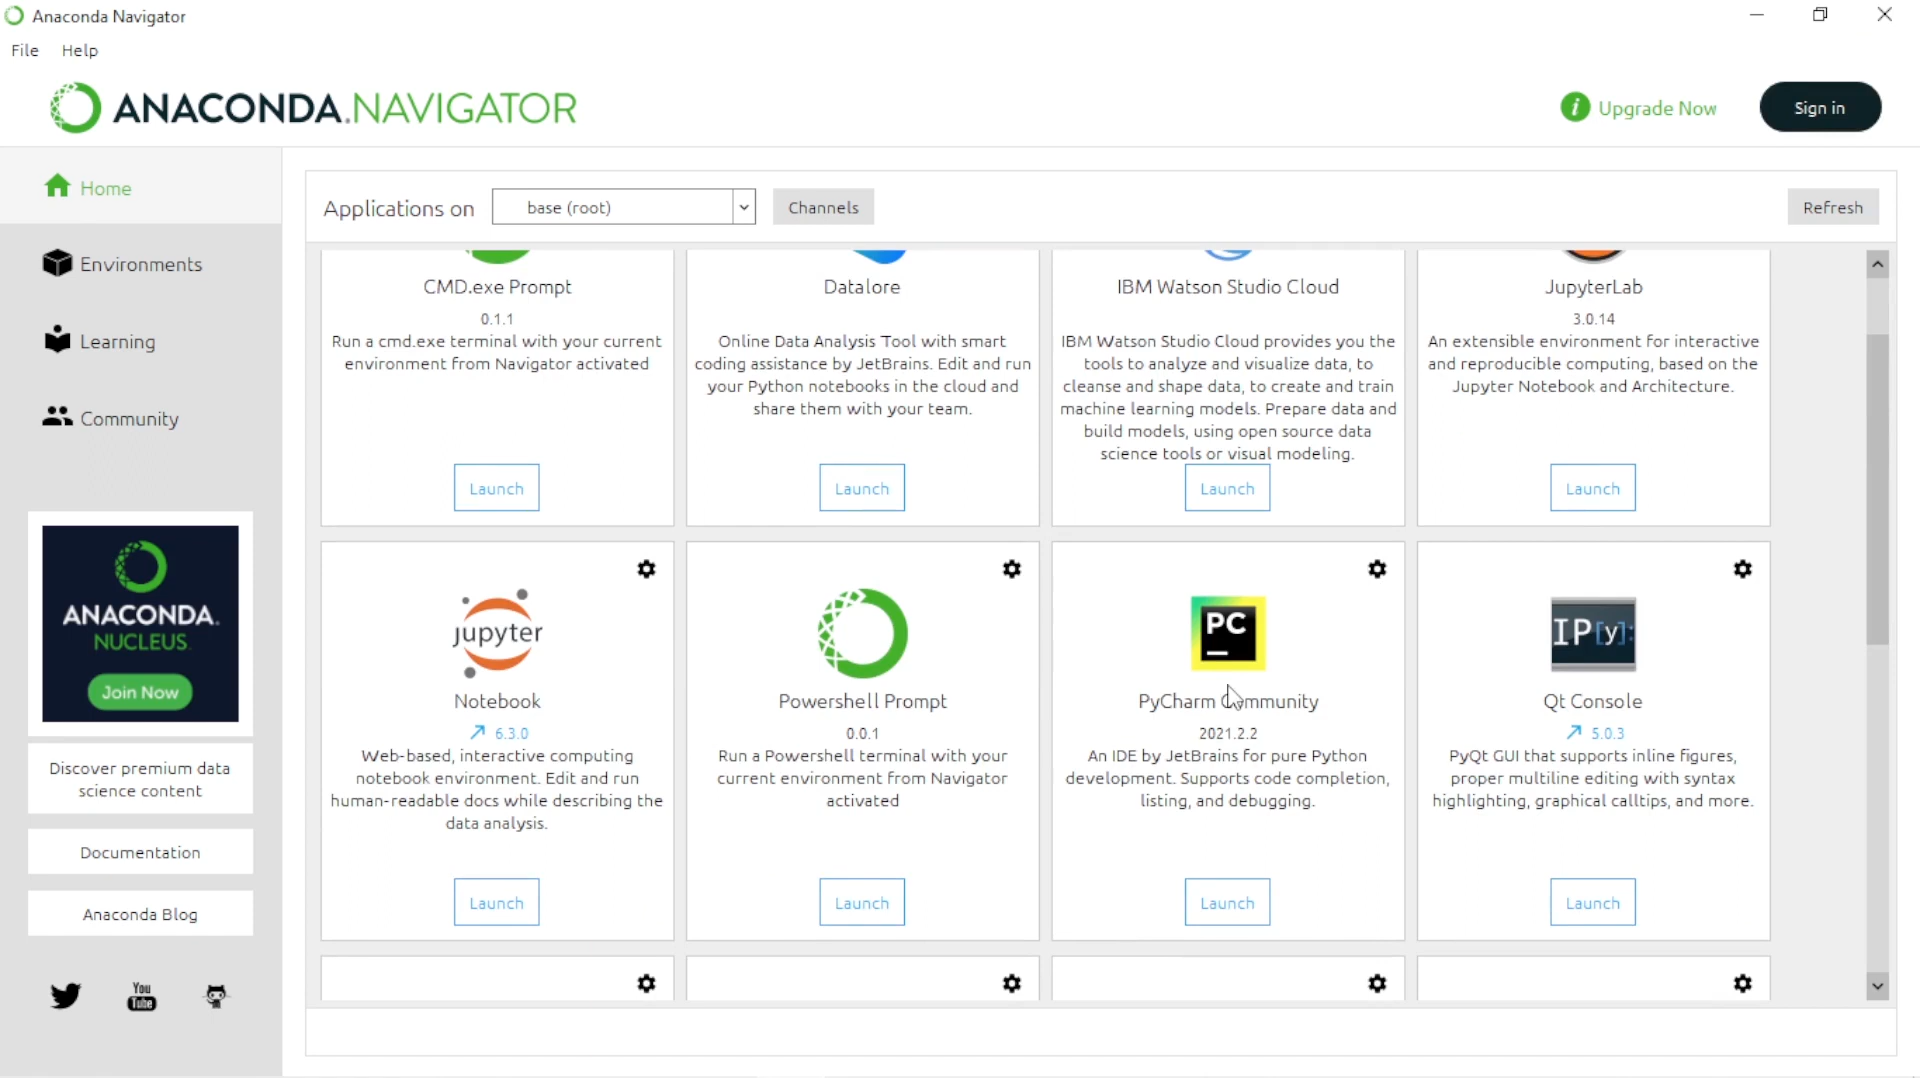 Anaconda Navigator
File Help
ANACONDA.NAVIGATOR
Upgrade Now
Sign in
Home
Environments
Learning
Community
ANACONDA.
NUCLEUS
Join Now
Discover premium data
science content
Documentation
Anaconda Blog
You
Tube
Applications on base (root) Channels Refresh
CMD.exe Prompt
0.1.1
Run a cmd.exe terminal with your current
environment from Navigator activated
Launch
Datalore
Online Data Analysis Tool with smart
coding assistance by JetBrains. Edit and run
your Python notebooks in the cloud and
share them with your team.
Launch
IBM Watson Studio Cloud
IBM Watson Studio Cloud provides you the
tools to analyze and visualize data, to
cleanse and shape data, to create and train
machine learning models. Prepare data and
build models, using open source data
science tools or visual modeling.
Launch
JupyterLab
3.0.14
An extensible environment for interactive
and reproducible computing, based on the
Jupyter Notebook and Architecture.
Launch
jupyter
Notebook
6.3.0
Web-based, interactive computing
notebook environment. Edit and run
human-readable docs while describing the
data analysis.
Launch
Powershell Prompt
0.0.1
Run a Powershell terminal with your
current environment from Navigator
activated
Launch
PC
PyCharm Community
2021.2.2
An IDE by JetBrains for pure Python
development. Supports code completion,
listing, and debugging.
Launch
IP[y]:
Qt Console
5.0.3
PyQt GUI that supports inline figures,
proper multiline editing with syntax
highlighting, graphical calltips, and more.
Launch